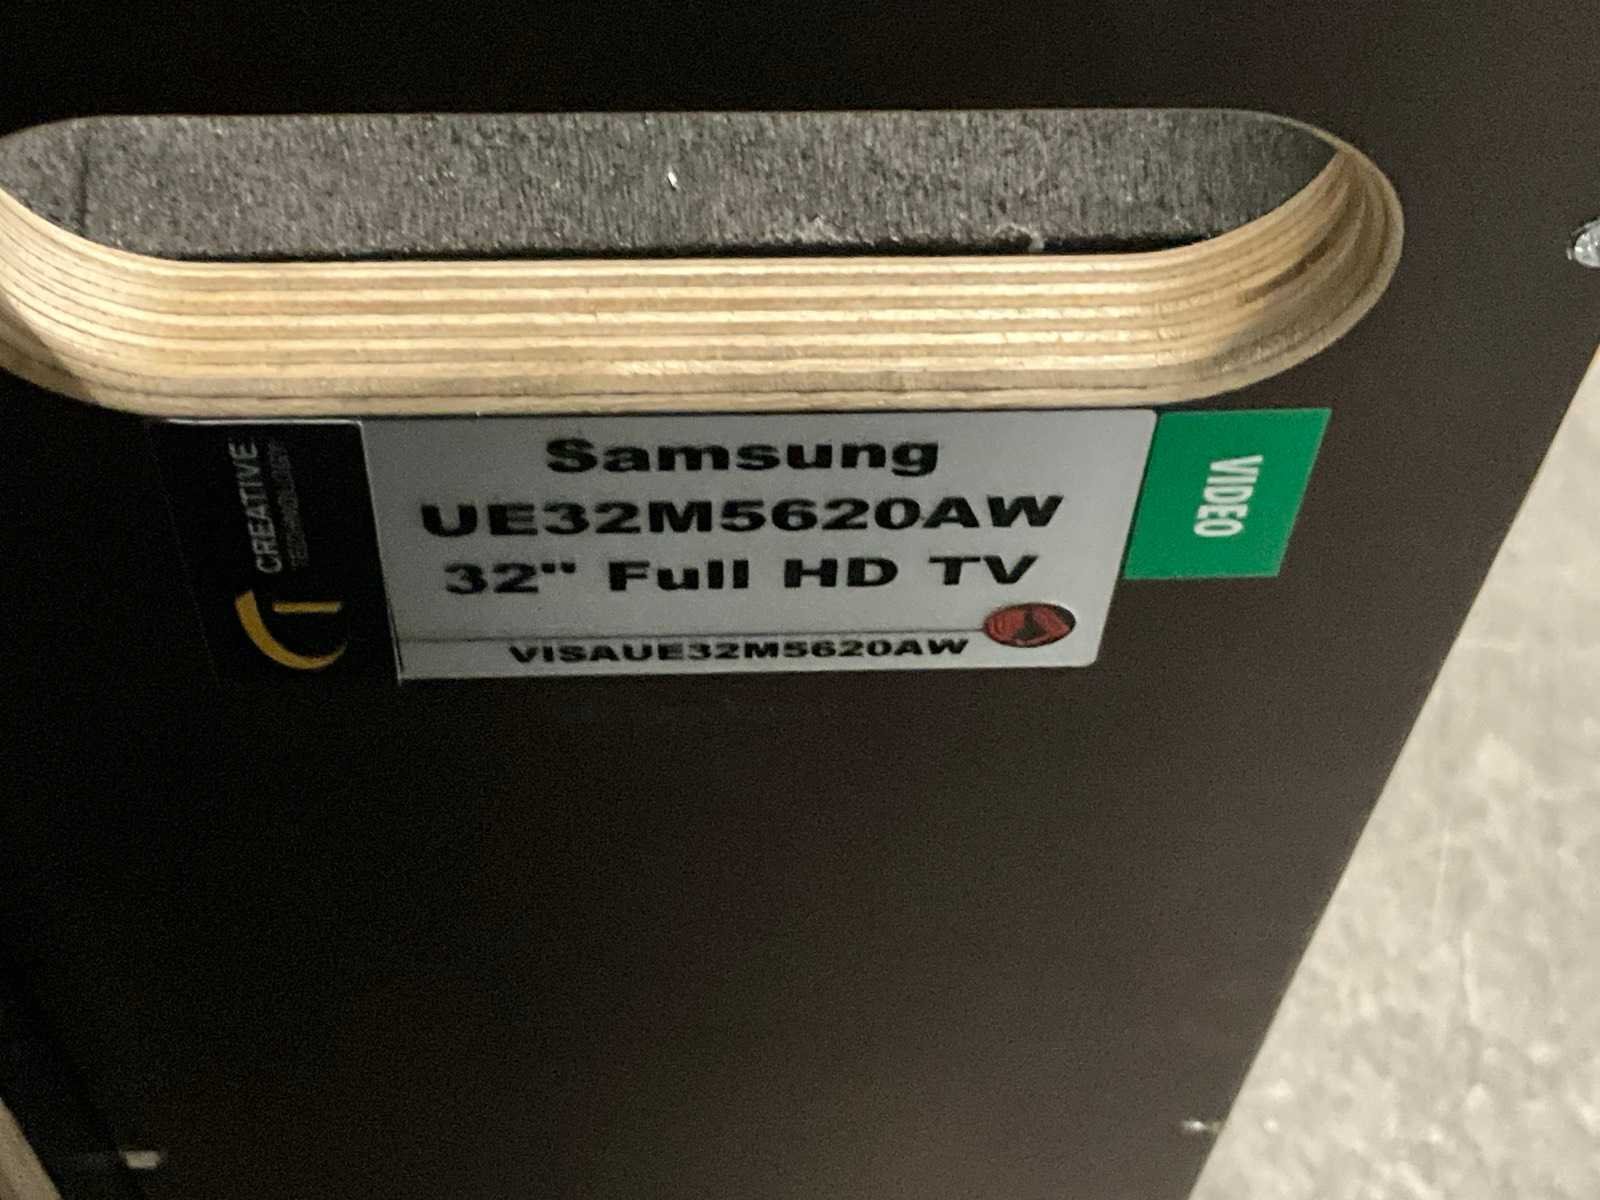 CREATIVE
TECHNOLOGY
Samsung
UE32M5620AW
32" Full HD TV
VISAUE32M5620AW
VIDEO